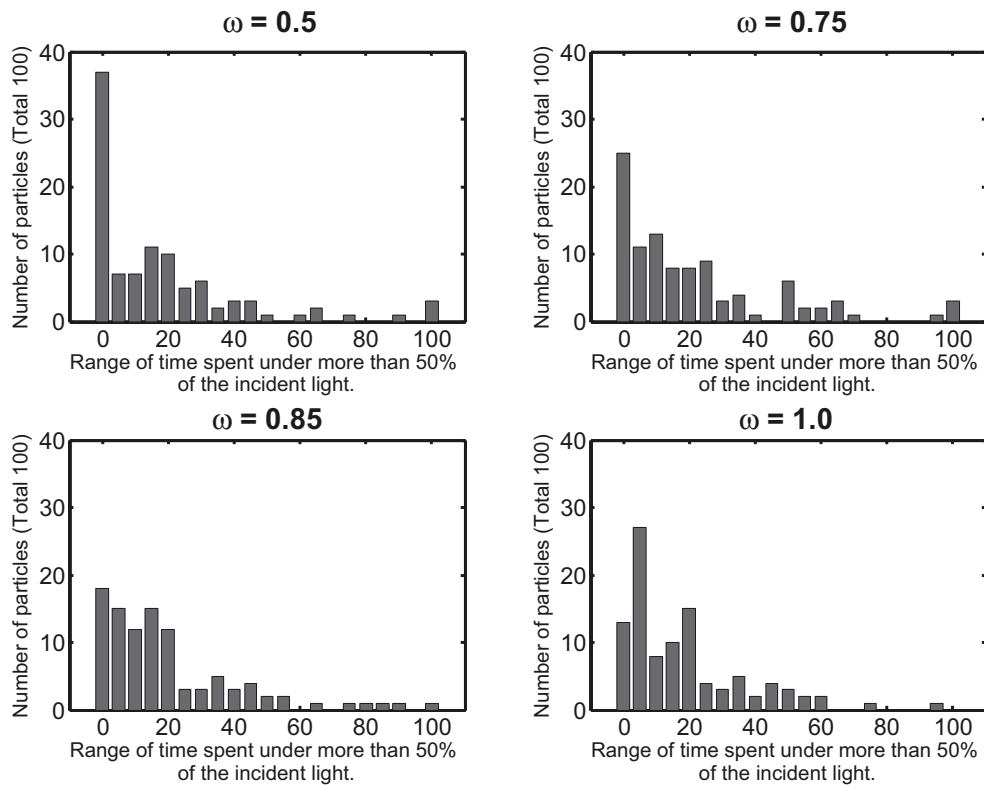 ω = 0.5
40
30
20
10
0
Number of particles (Total 100)
0 20 40 60 80 100
Range of time spent under more than 50%
of the incident light.
ω = 0.75
40
30
20
10
0
Number of particles (Total 100)
0 20 40 60 80 100
Range of time spent under more than 50%
of the incident light.
ω = 0.85
40
30
20
10
0
Number of particles (Total 100)
0 20 40 60 80 100
Range of time spent under more than 50%
of the incident light.
ω = 1.0
40
30
20
10
0
Number of particles (Total 100)
0 20 40 60 80 100
Range of time spent under more than 50%
of the incident light.